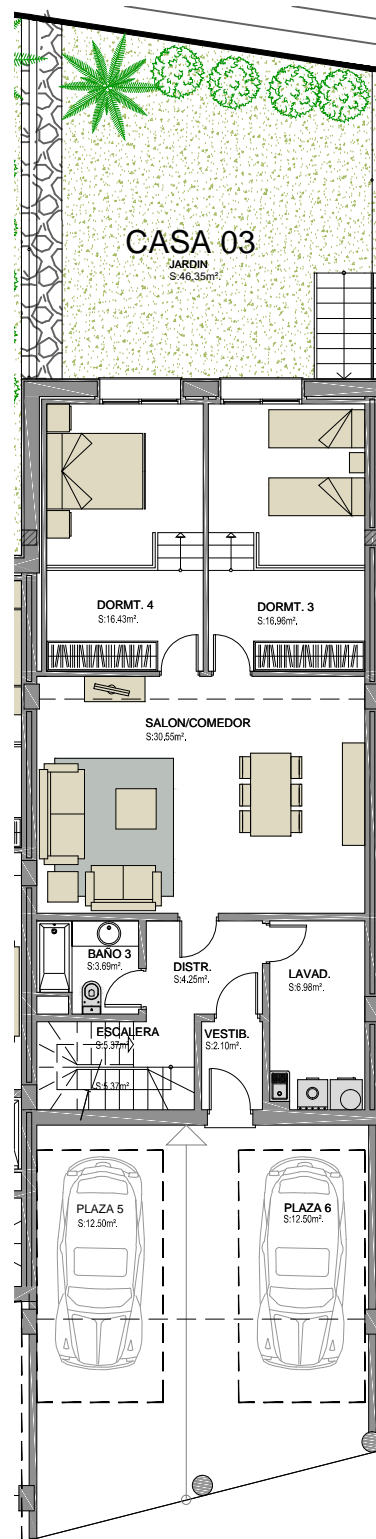 CASA 03
JARDIN
S:46,35m².
DORMT. 4
S:16.43m².
DORMT. 3
S:16,96m².
SALON/COMEDOR
S:30,55m².
BAÑO 3
S:3.69m².
DISTR.
S:4.25m².
LAVAD.
S:6.98m².
ESCALERA
S:5.37m²
S:5.37m²
VESTIB.
S:2.10m².
PLAZA 5
S:12.50m².
PLAZA 6
S:12.50m².